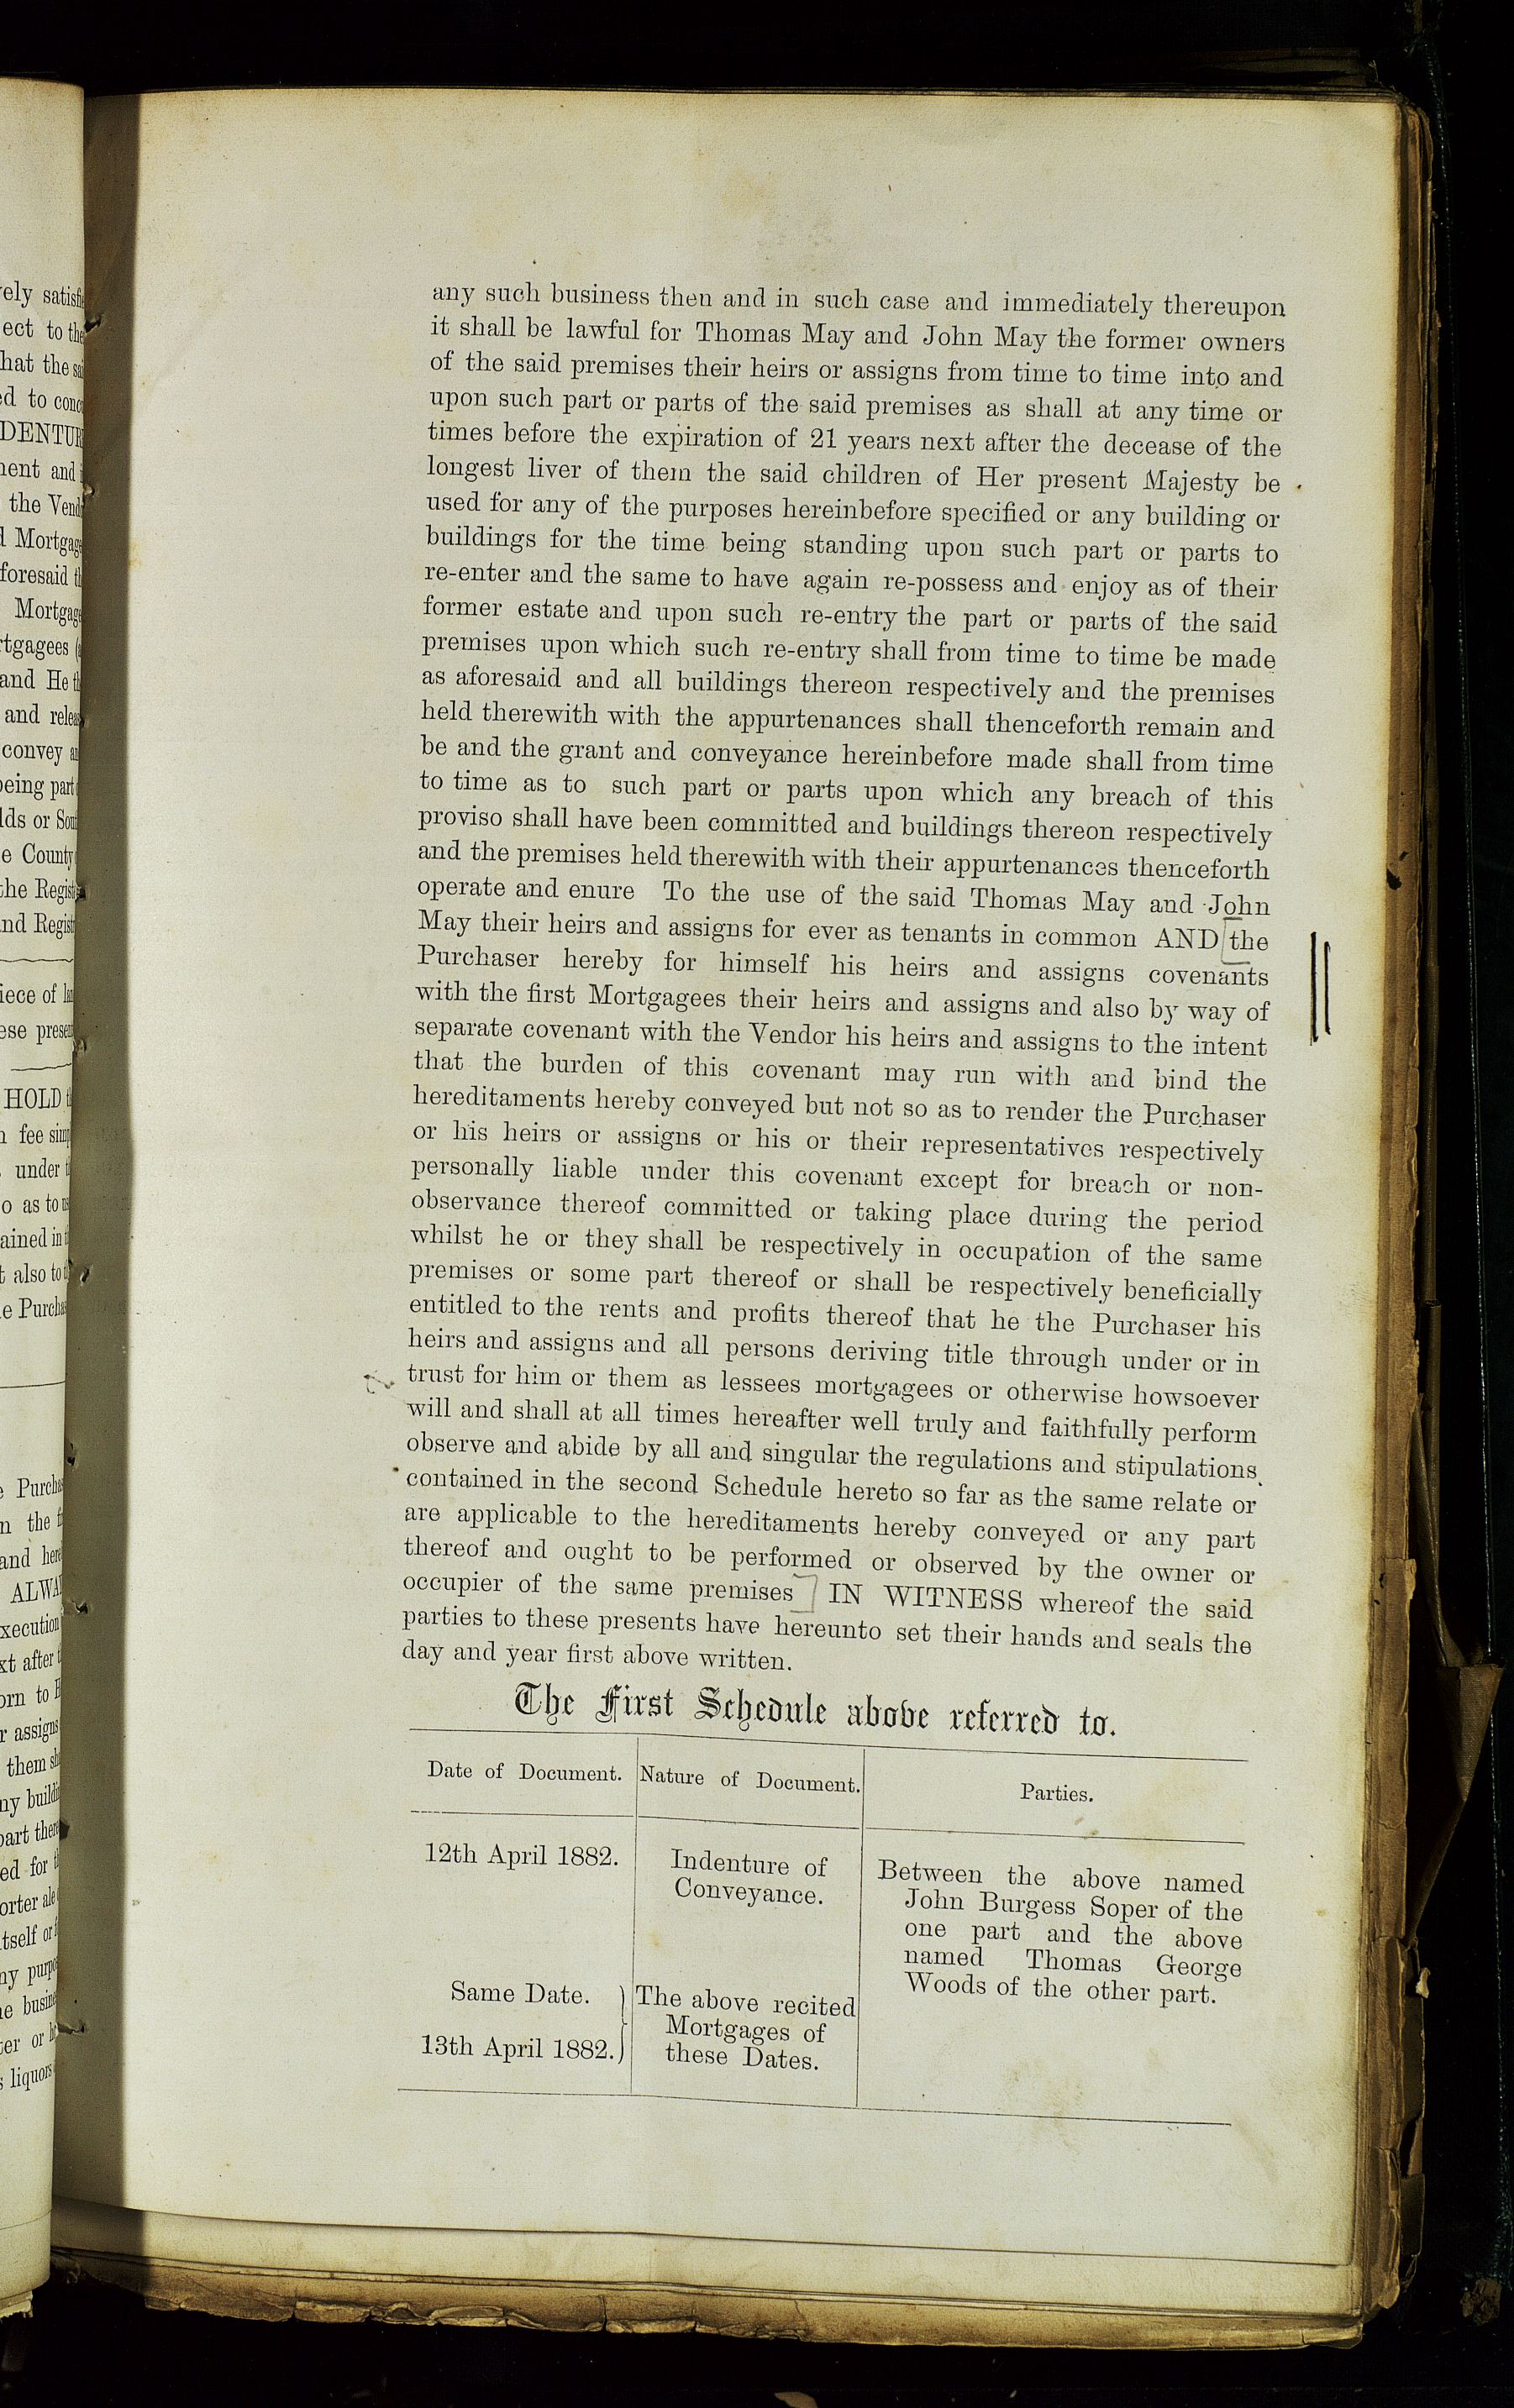 any such business then and in such case and immediately thereupon
it shall be lawful for Thomas May and John May the former owners
of the said premises their heirs or assigns from time to time into and
upon such part or parts of the said premises as shall at any time or
times before the expiration of 21 years next after the decease of the
longest liver of them the said children of Her present Majesty be
used for any of the purposes hereinbefore specified or any building or
buildings for the time being standing upon such part or parts to
re-enter and the same to have again re-possess and enjoy as of their
former estate and upon such re-entry the part or parts of the said
premises upon which such re-entry shall from time to time be made
as aforesaid and all buildings thereon respectively and the premises
held therewith with the appurtenances shall thenceforth remain and
be and the grant and conveyance hereinbefore made shall from time
to time as to such part or parts upon which any breach of this
proviso shall have been committed and buildings thereon respectively
and the premises held therewith with their appurtenances thenceforth
operate and enure To the use of the said Thomas May and John
May their heirs and assigns for ever as tenants in common AND [the
Purchaser hereby for himself his heirs and assigns covenants
with the first Mortgagees their heirs and assigns and also by way of
separate covenant with the Vendor his heirs and assigns to the intent
that the burden of this covenant may run with and bind the
hereditaments hereby conveyed but not so as to render the Purchaser
or his heirs or assigns or his or their representatives respectively
personally liable under this covenant except for breach or non-
observance thereof committed or taking place during the period
whilst he or they shall be respectively in occupation of the same
premises or some part thereof or shall be respectively beneficially
entitled to the rents and profits thereof that he the Purchaser his
heirs and assigns and all persons deriving title through under or in
trust for him or them as lessees mortgagees or otherwise howsoever
will and shall at all times hereafter well truly and faithfully perform
observe and abide by all and singular the regulations and stipulations
contained in the second Schedule hereto so far as the same relate or
are applicable to the hereditaments hereby conveyed or any part
thereof and ought to be performed or observed by the owner or
occupier of the same premises] IN WITNESS whereof the said
parties to these presents have hereunto set their hands and seals the
day and year first above written.
The First Schedule above referred to.
Date of Document. Nature of Document. Parties.
12th April 1882. Indenture of
Conveyance.
Between the above named
John Burgess Soper of the
one part and the above
named Thomas George
Woods of the other part.
Same Date. The above recited
Mortgages of
13th April 1882. these Dates.